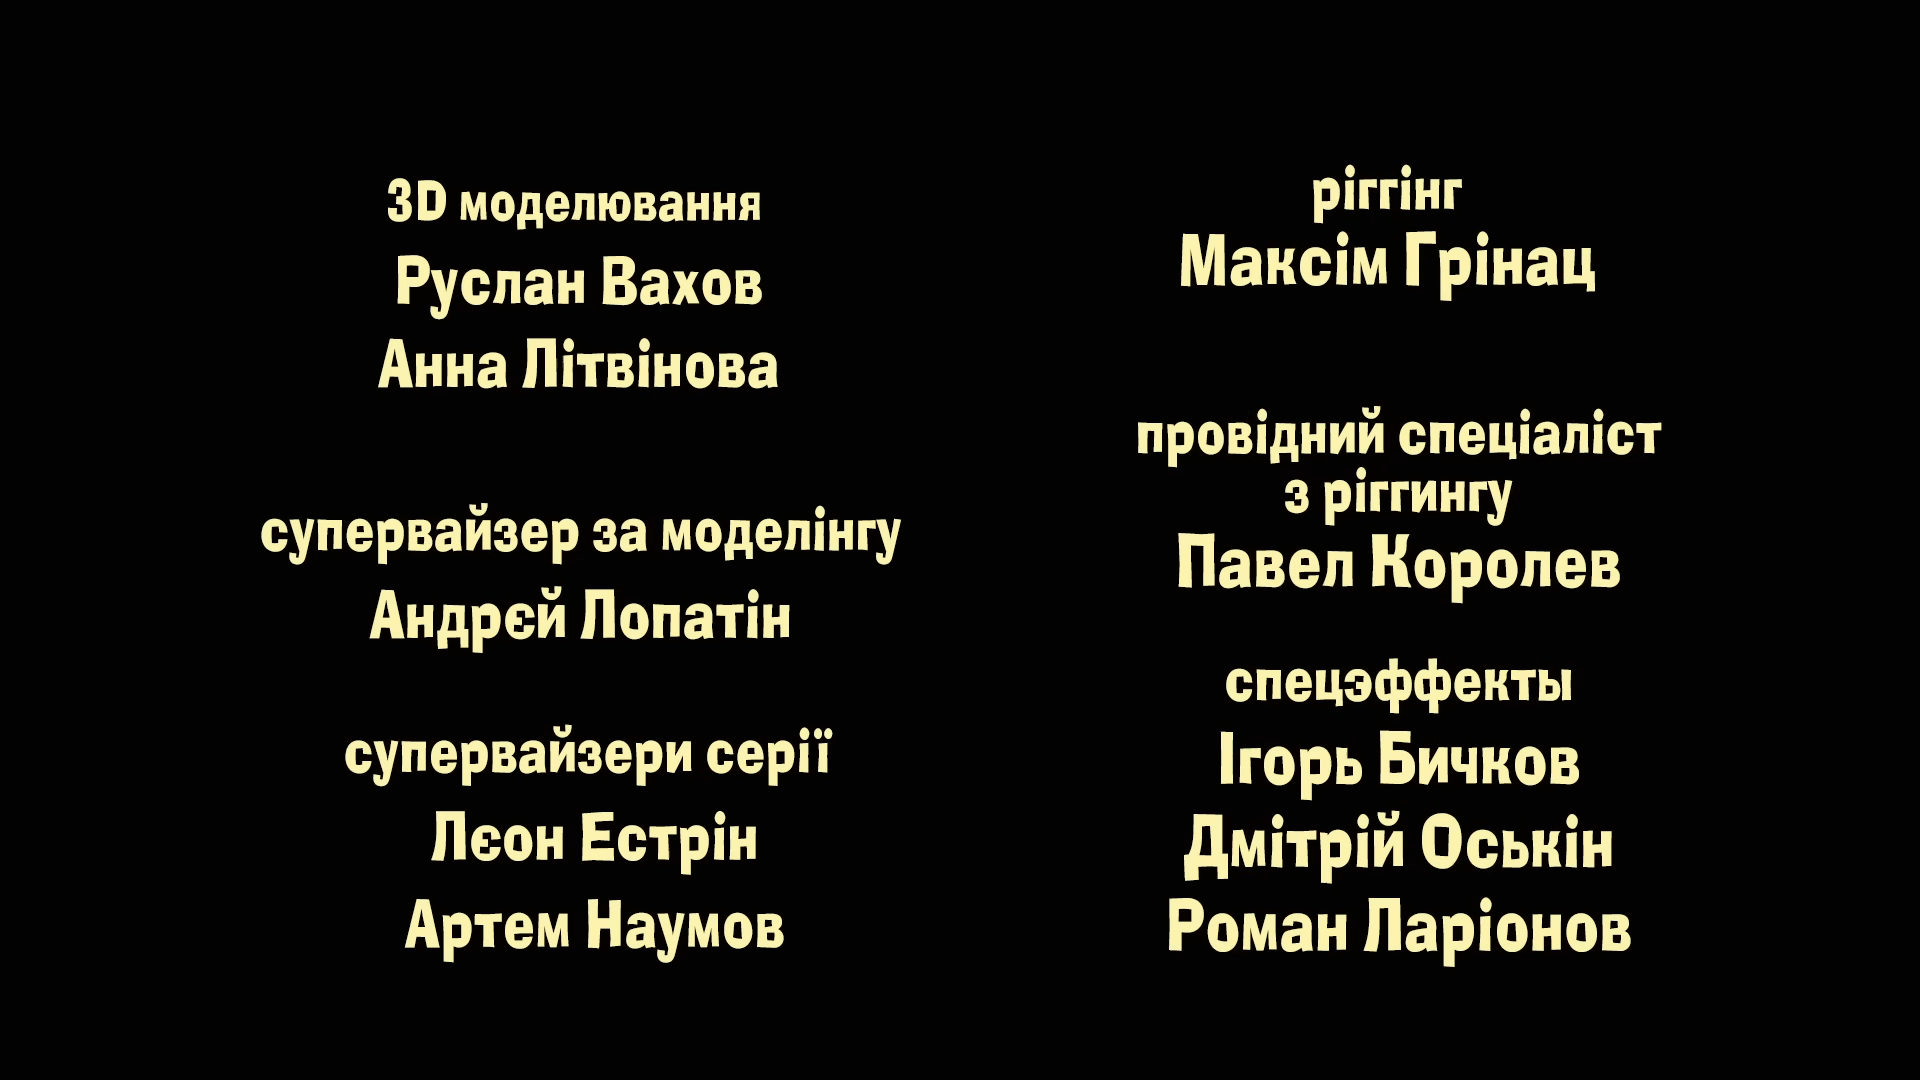 3D моделювання
Руслан Вахов
Анна Літвінова
супервайзер за моделінгу
Андрєй Лопатін
супервайзери серії
Лєон Естрін
Артем Наумов
ріггінг
Максім Грінац
провідний спеціаліст
з ріггингу
Павел Королев
спецэффекты
Ігорь Бичков
Дмітрій Оськін
Роман Ларіонов